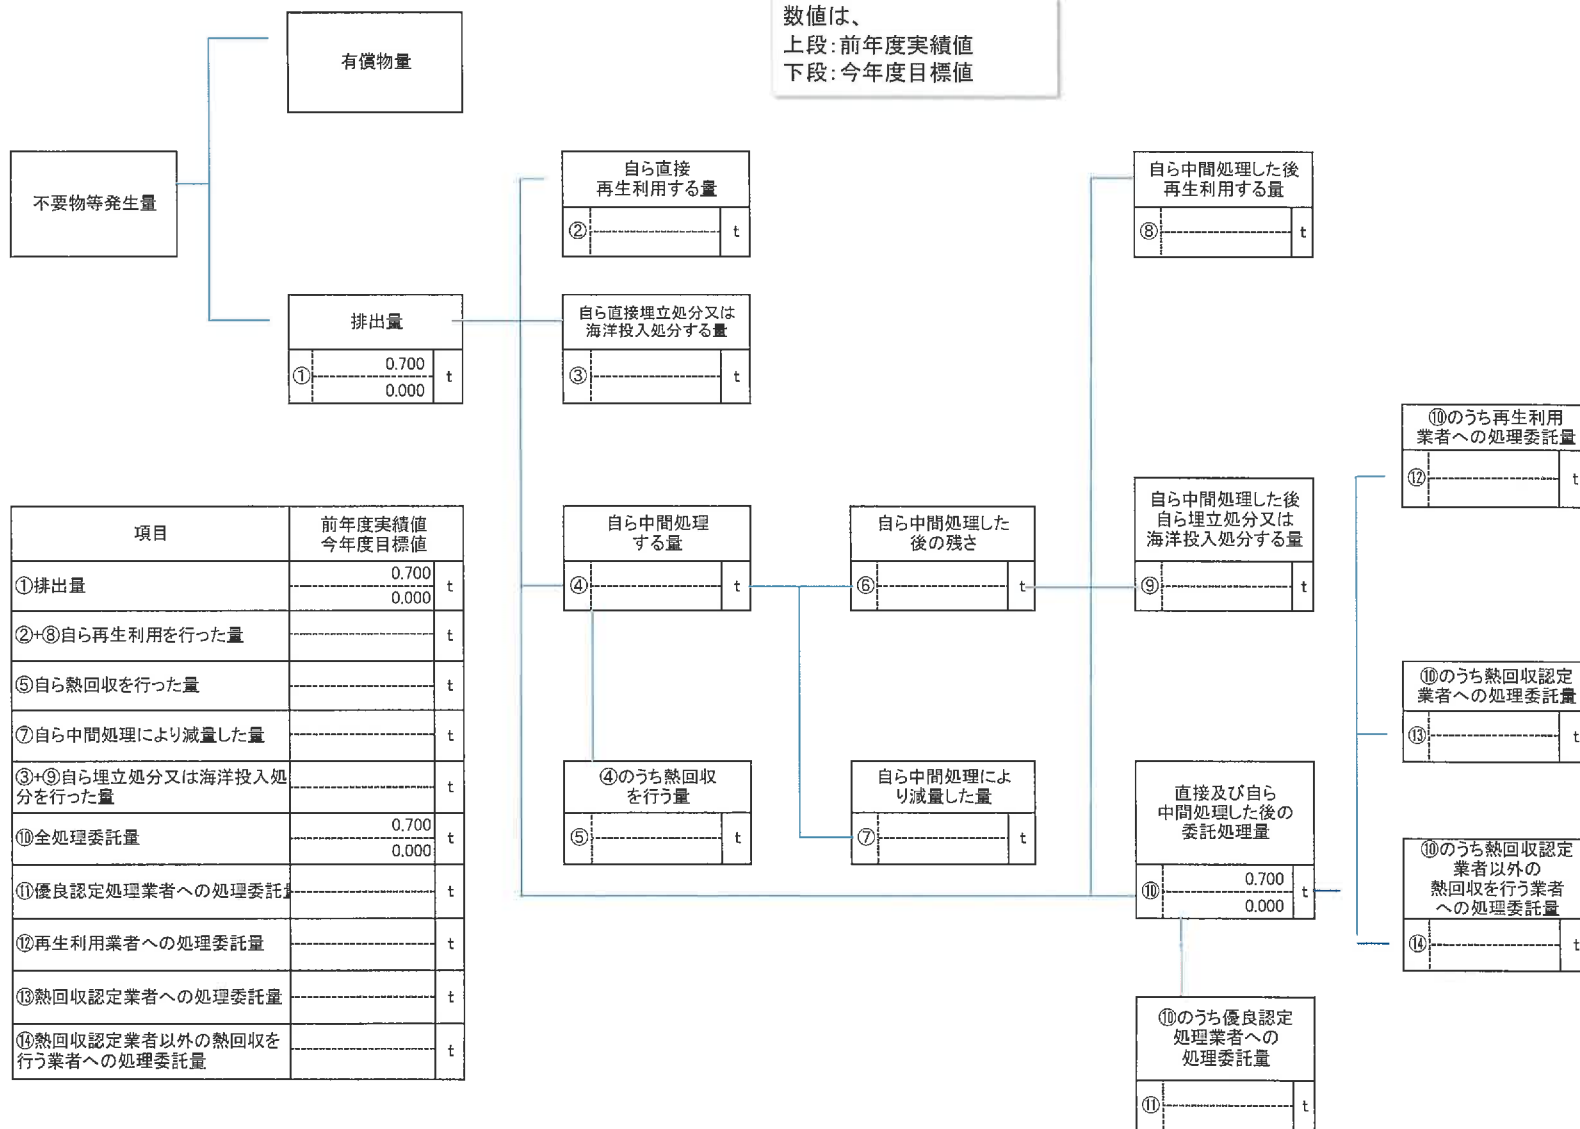 数値は、
上段:前年度実績値
下段:今年度目標値
有償物量
不要物等発生量
排出量
①
0.700
0.000
t
自ら直接
再生利用する量
②
t
自ら直接埋立処分又は
海洋投入処分する量
③
t
自ら中間処理
する量
④
t
④のうち熱回収
を行う量
⑤
t
自ら中間処理した
後の残さ
⑥
t
自ら中間処理によ
り減量した量
⑦
t
自ら中間処理した後
再生利用する量
⑧
t
自ら中間処理した後
自ら埋立処分又は
海洋投入処分する量
⑨
t
直接及び自ら
中間処理した後の
委託処理量
⑩
0.700
0.000
t
⑩のうち優良認定
処理業者への
処理委託量
⑪
t
⑩のうち再生利用
業者への処理委託量
⑫
t
⑩のうち熱回収認定
業者への処理委託量
⑬
t
⑩のうち熱回収認定
業者以外の
熱回収を行う業者
への処理委託量
⑭
t
項目
前年度実績値
今年度目標値
①排出量
0.700
0.000
t
②+⑧自ら再生利用を行った量
t
⑤自ら熱回収を行った量
t
⑦自ら中間処理により減量した量
t
③+⑨自ら埋立処分又は海洋投入処
分を行った量
t
⑩全処理委託量
0.700
0.000
t
⑪優良認定処理業者への処理委託
t
⑫再生利用業者への処理委託量
t
⑬熱回収認定業者への処理委託量
t
⑭熱回収認定業者以外の熱回収を
行う業者への処理委託量
t